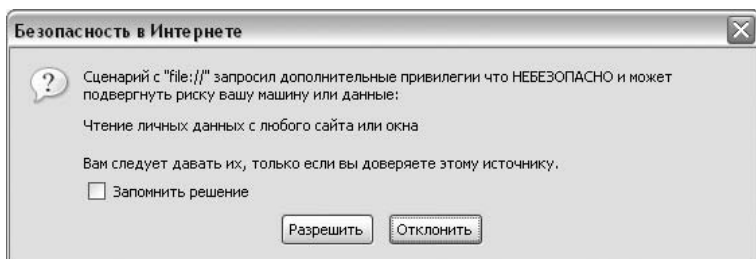 Безопасность в Интернете
Сценарий с "file://" запросил дополнительные привилегии что НЕБЕЗОПАСНО и может
подвергнуть риску вашу машину или данные:
Чтение личных данных с любого сайта или окна
Вам следует давать их, только если вы доверяете этому источнику.
Запомнить решение
Разрешить Отклонить